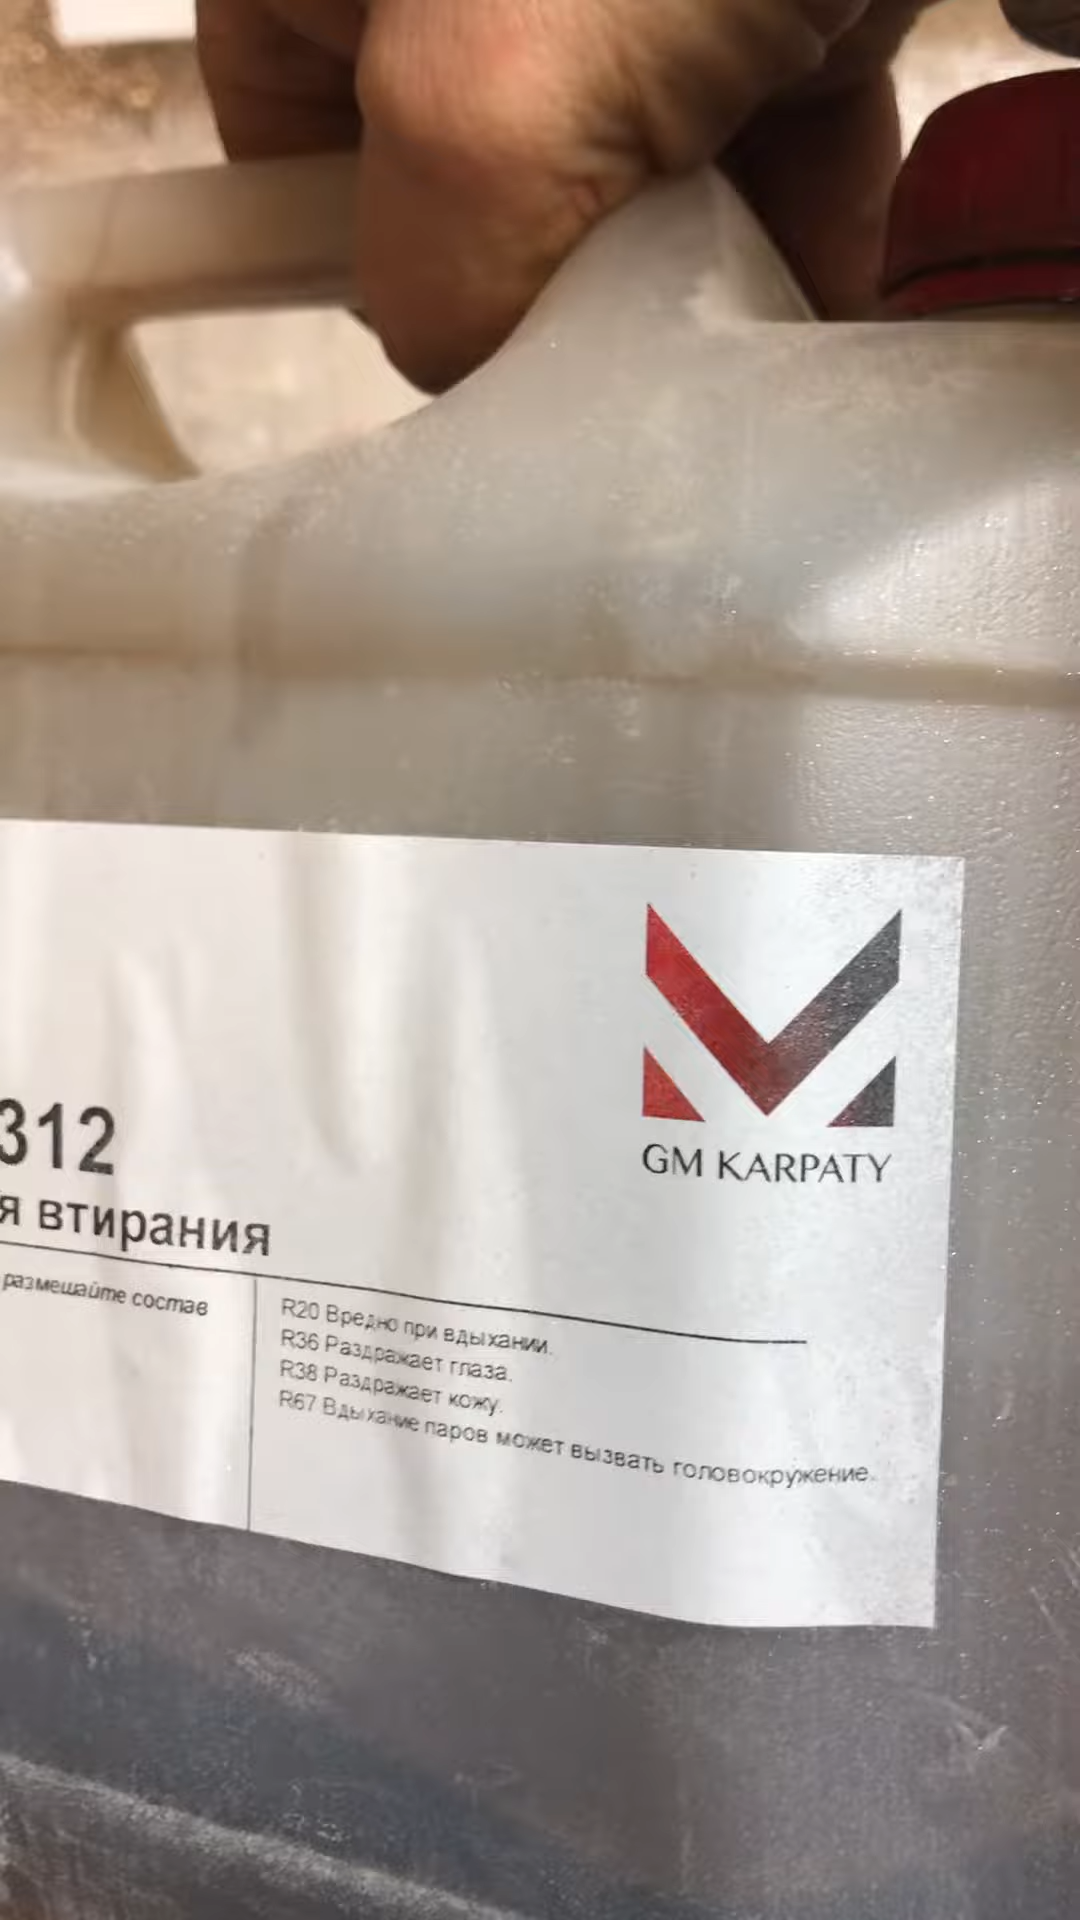 GM KARPATY
312
я втирания
размешайте состав
R20 Вредно при вдыхании.
R36 Раздражает глаза.
R38 Раздражает кожу.
R67 Вдыхание паров может вызвать головокружение.